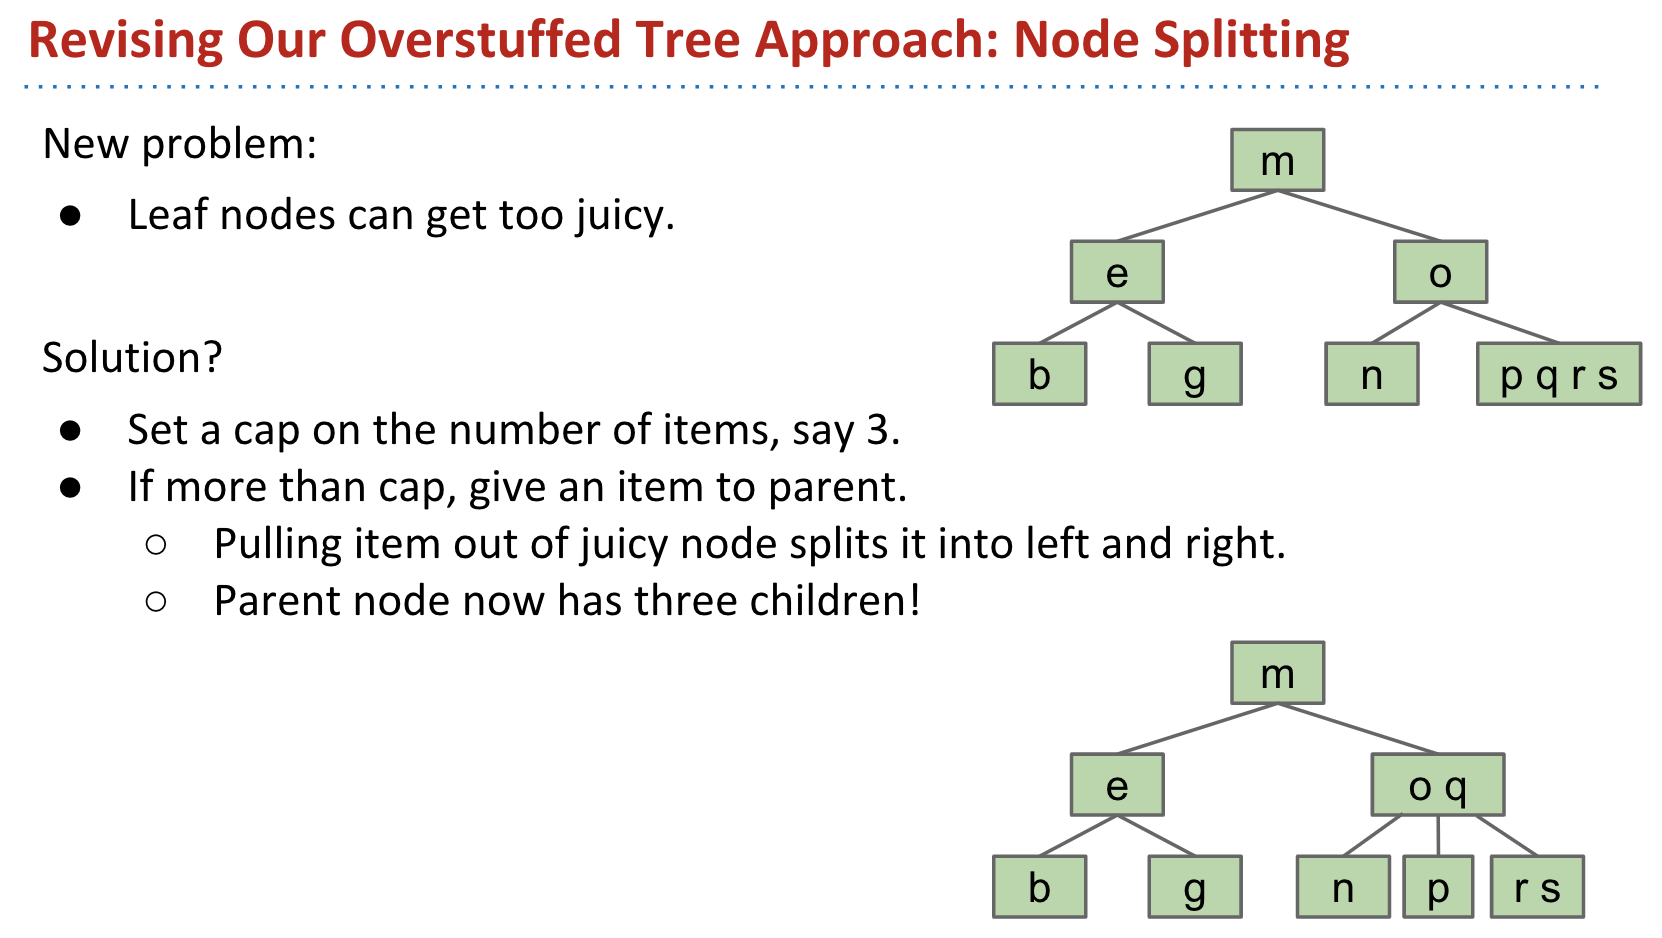 Revising Our Overstuffed Tree Approach: Node Splitting
New problem:
● Leaf nodes can get too juicy.
Solution?
● Set a cap on the number of items, say 3.
● If more than cap, give an item to parent.
○ Pulling item out of juicy node splits it into left and right.
○ Parent node now has three children!
m
e o
b g n p q r s
m
e o q
b g n p r s